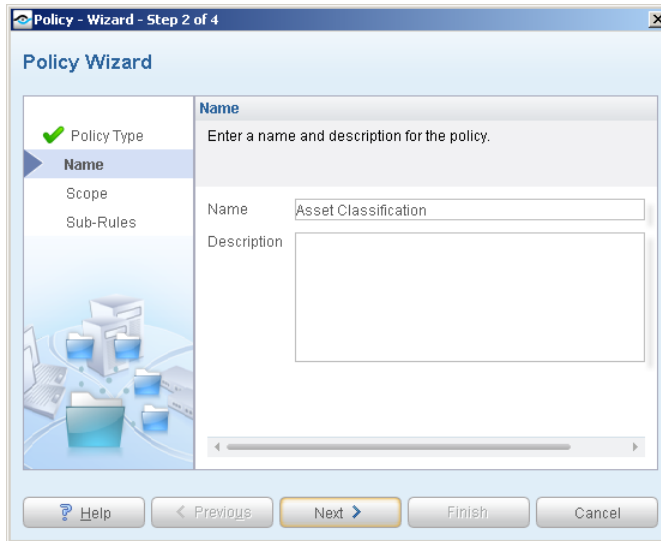 Policy - Wizard - Step 2 of 4
Policy Wizard
Policy Type
Name
Scope
Sub-Rules
Name
Enter a name and description for the policy.
Name
Asset Classification
Description
Help
Previous
Next
Finish
Cancel